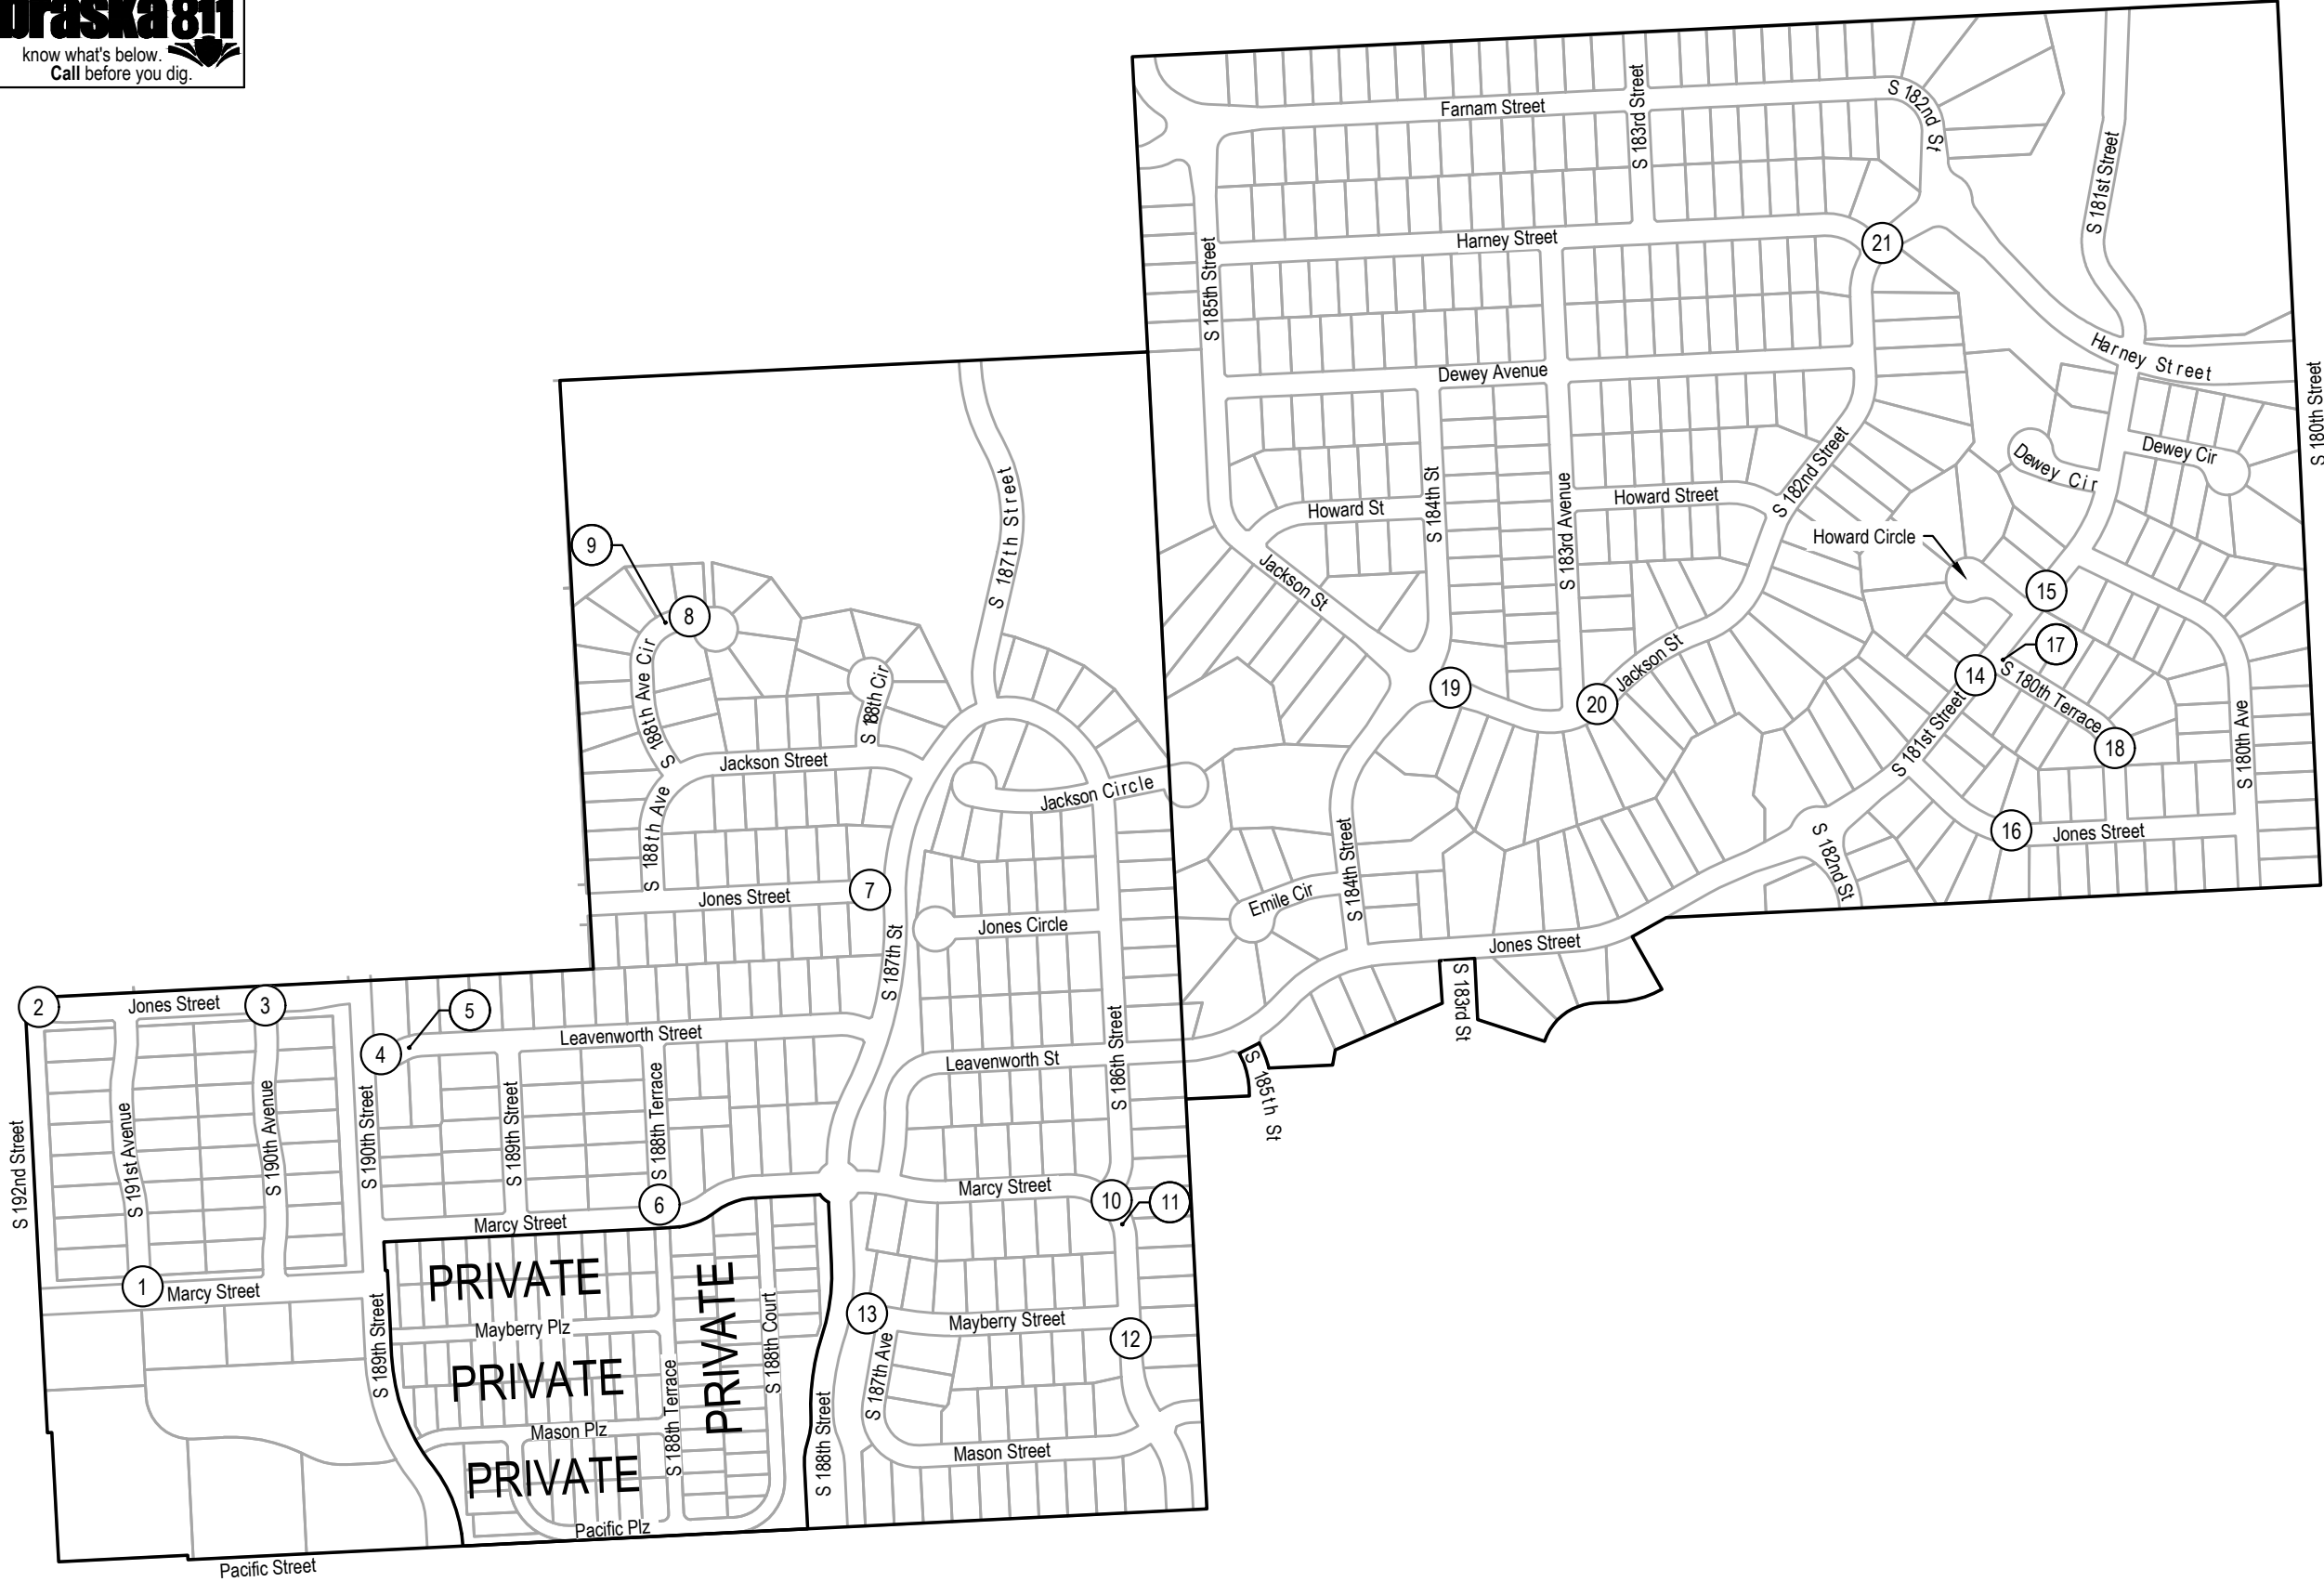 braska811
know what's below.
Call before you dig.
Farnam Street
S 183rd Street
S 182nd St
S 181st Street
21
Harney Street
S 185th Street
Harney Street
Dewey Avenue
S 180th Street
Dewey Cir
Dewey Cir
S 182nd Street
S 187th Street
S 184th St
S 183rd Avenue
Howard Street
Howard St
Howard Circle
9
Jackson St
15
8
S 188th Ave Cir
17
Jackson St
14
S 180th Terrace
19
20
S 188th Cir
S 181st Street
18
S 180th Ave
Jackson Street
Jackson Circle
S 188th Ave
16
Jones Street
S 184th Street
S 182nd St
7
Jones Street
Emile Cir
Jones Circle
Jones Street
S 187th St
S 183rd St
2
Jones Street
3
5
4
Leavenworth Street
Leavenworth St
S 186th Street
S 185th St
S 192nd Street
S 191st Avenue
S 190th Avenue
S 190th Street
S 189th Street
S 188th Terrace
6
Marcy Street
10
11
Marcy Street
1
Marcy Street
PRIVATE
PRIVATE
S 189th Street
Mayberry Plz
S 188th Court
13
Mayberry Street
12
S 187th Ave
PRIVATE
S 188th Terrace
S 188th Street
Mason Plz
Mason Street
PRIVATE
Pacific Plz
Pacific Street